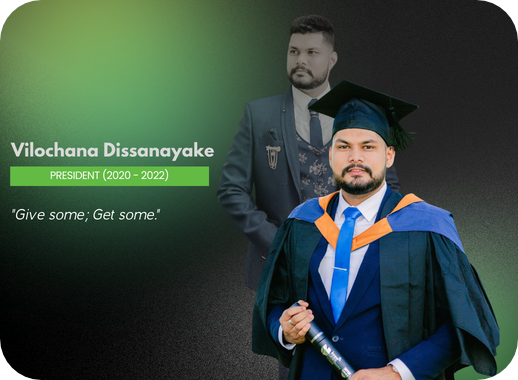 Vilochana Dissanayake
PRESIDENT (2020 - 2022)
"Give some; Get some."